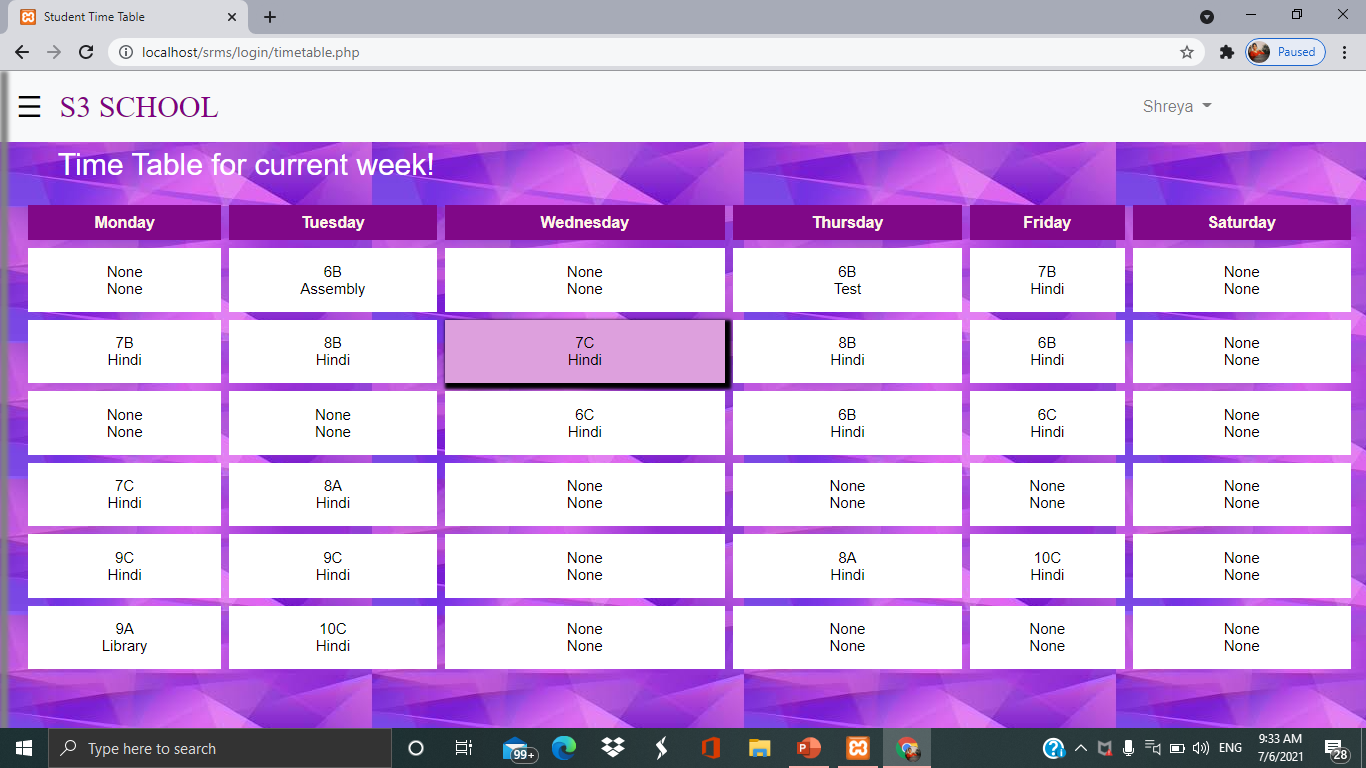 Student Time Table
localhost/srms/login/timetable.php
Paused
S3 SCHOOL
Shreya
Time Table for current week!
Monday Tuesday Wednesday Thursday Friday Saturday
None 6B None 6B 7B None
None Assembly None Test Hindi None
7B 8B 7C 8B 6B None
Hindi Hindi Hindi Hindi Hindi None
None None 6C 6B 6C None
None None Hindi Hindi Hindi None
7C 8A None None None None
Hindi Hindi None None None None
9C 9C None 8A 10C None
Hindi Hindi None Hindi Hindi None
9A 10C None None None None
Library Hindi None None None None
Type here to search
99+
ENG
9:33 AM
7/6/2021
28